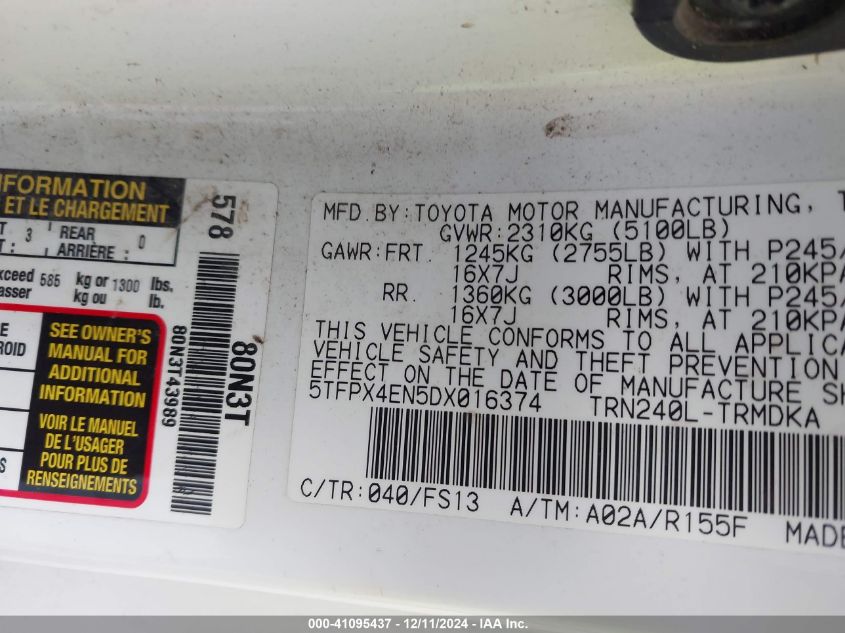 NFORMATION
ET LE CHARGEMENT
3 REAR 0
ARRIÈRE : 0
exceed 585 kg or 1300 lbs.
asser kg ou lb.
SEE OWNER'S
MANUAL FOR
ADDITIONAL
INFORMATION
VOIR LE MANUEL
DE L'USAGER
POUR PLUS DE
RENSEIGNEMENTS
578
80N3T43989
80N3T
MFD.BY:TOYOTA MOTOR MANUFACTURING, T
GVWR:2310KG (5100LB)
GAWR:FRT. 1245KG (2755LB) WITH P245/
16X7J RIMS, AT 210KPA
RR. 1360KG (3000LB) WITH P245/
16X7J RIMS, AT 210KPA
THIS VEHICLE CONFORMS TO ALL APPLICA
VEHICLE SAFETY AND THEFT PREVENTION
EFFECT ON THE DATE OF MANUFACTURE SH
5TFPX4EN5DX016374 TRN240L-TRMDKA
C/TR:040/FS13 A/TM:A02A/R155F MADE
000-41095437 - 12/11/2024 - IAA Inc.